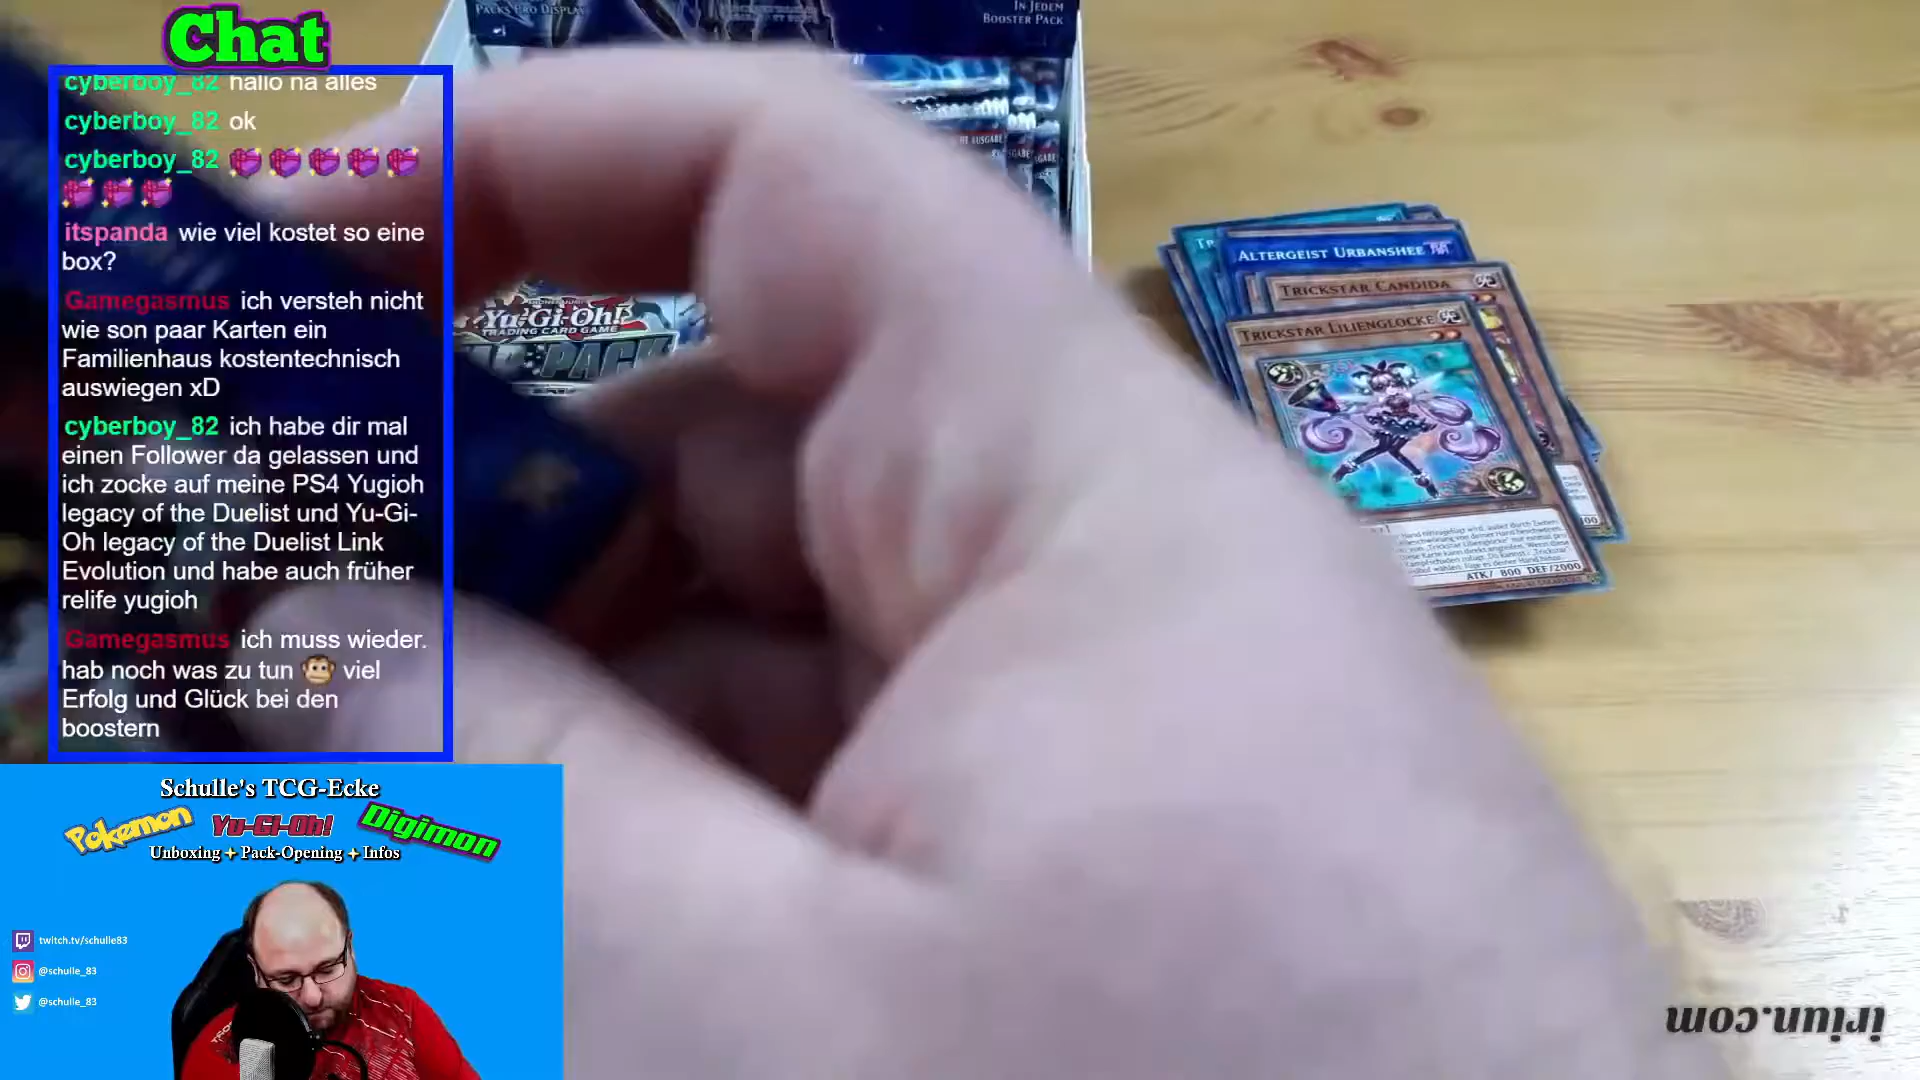 Chat
cyberboy_82 hallo na alles
cyberboy_82 ok
cyberboy_82
itspanda wie viel kostet so eine
box?
Gamegasmus ich versteh nicht
wie son paar Karten ein
Familienhaus kostentechnisch
auswiegen xD
cyberboy_82 ich habe dir mal
einen Follower da gelassen und
ich zocke auf meine PS4 Yugioh
legacy of the Duelist und Yu-Gi-
Oh legacy of the Duelist Link
Evolution und habe auch früher
relife yugioh
Gamegasmus ich muss wieder.
hab noch was zu tun viel
Erfolg und Glück bei den
boostern
Packs pro Display
In jedem
Booster Pack
Yu-Gi-Oh!
TRADING CARD GAME
PACK
Altergeist Urbanshee
Trickstar Candida
Trickstar Lilienglocke
ATK/ 800 DEF/2000
Schulle's TCG-Ecke
Pokemon Yu-Gi-Oh! Digimon
Unboxing + Pack-Opening + Infos
twitch.tv/schulle83
@schulle_83
@schulle_83
iriun.com